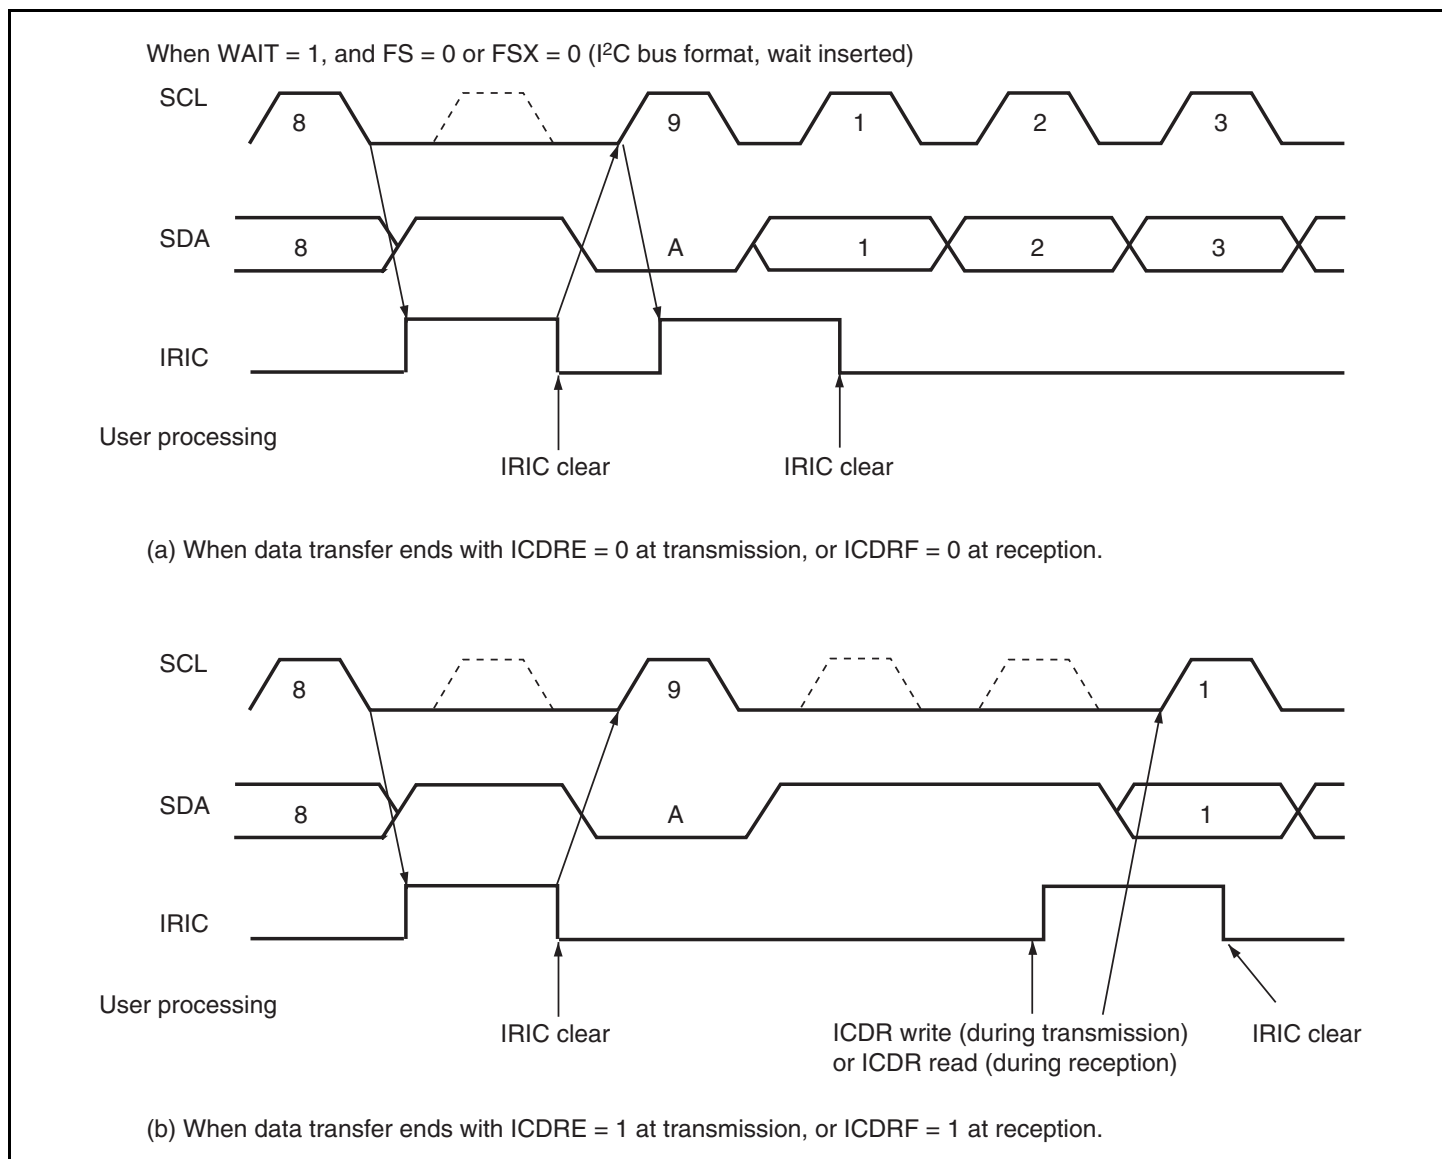 When WAIT = 1, and FS = 0 or FSX = 0 (I²C bus format, wait inserted)
SCL
8
9
1
2
3
SDA
8
A
1
2
3
IRIC
User processing
IRIC clear
IRIC clear
(a) When data transfer ends with ICDRE = 0 at transmission, or ICDRF = 0 at reception.
SCL
8
9
1
SDA
8
A
1
IRIC
User processing
IRIC clear
ICDR write (during transmission)
or ICDR read (during reception)
IRIC clear
(b) When data transfer ends with ICDRE = 1 at transmission, or ICDRF = 1 at reception.